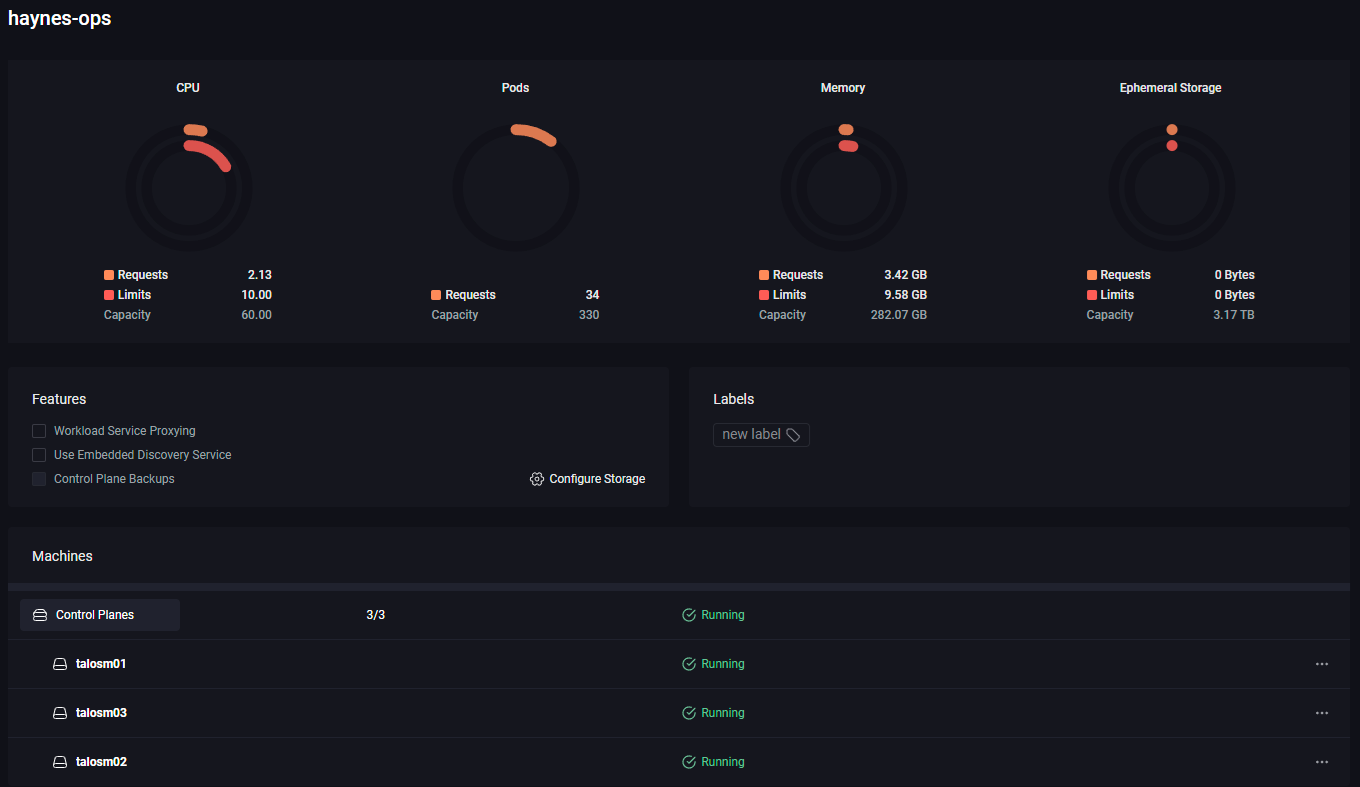 haynes-ops
CPU
Requests 2.13
Limits 10.00
Capacity 60.00
Pods
Requests 34
Capacity 330
Memory
Requests 3.42 GB
Limits 9.58 GB
Capacity 282.07 GB
Ephemeral Storage
Requests 0 Bytes
Limits 0 Bytes
Capacity 3.17 TB
Features
Workload Service Proxying
Use Embedded Discovery Service
Control Plane Backups
Configure Storage
Labels
new label
Machines
Control Planes 3/3 Running
talosm01 Running
talosm03 Running
talosm02 Running